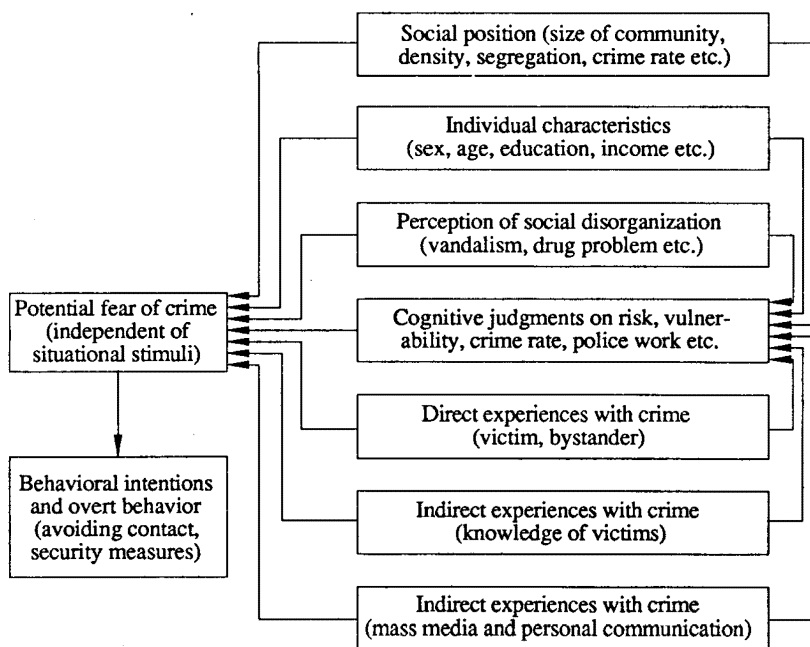 Social position (size of community,
density, segregation, crime rate etc.)
Individual characteristics
(sex, age, education, income etc.)
Perception of social disorganization
(vandalism, drug problem etc.)
Potential fear of crime
(independent of
situational stimuli)
Cognitive judgments on risk, vulner-
ability, crime rate, police work etc.
Direct experiences with crime
(victim, bystander)
Behavioral intentions
and overt behavior
(avoiding contact,
security measures)
Indirect experiences with crime
(knowledge of victims)
Indirect experiences with crime
(mass media and personal communication)